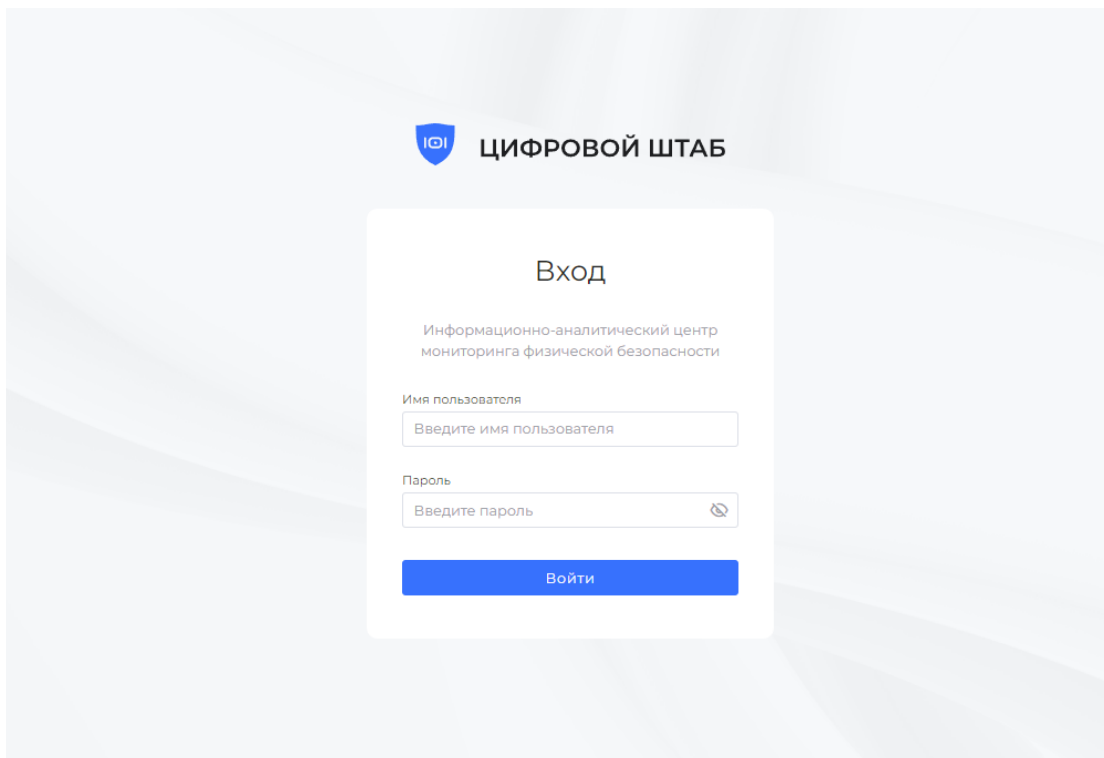 ЦИФРОВОЙ ШТАБ
Вход
Информационно-аналитический центр
мониторинга физической безопасности
Имя пользователя
Введите имя пользователя
Пароль
Введите пароль
Войти